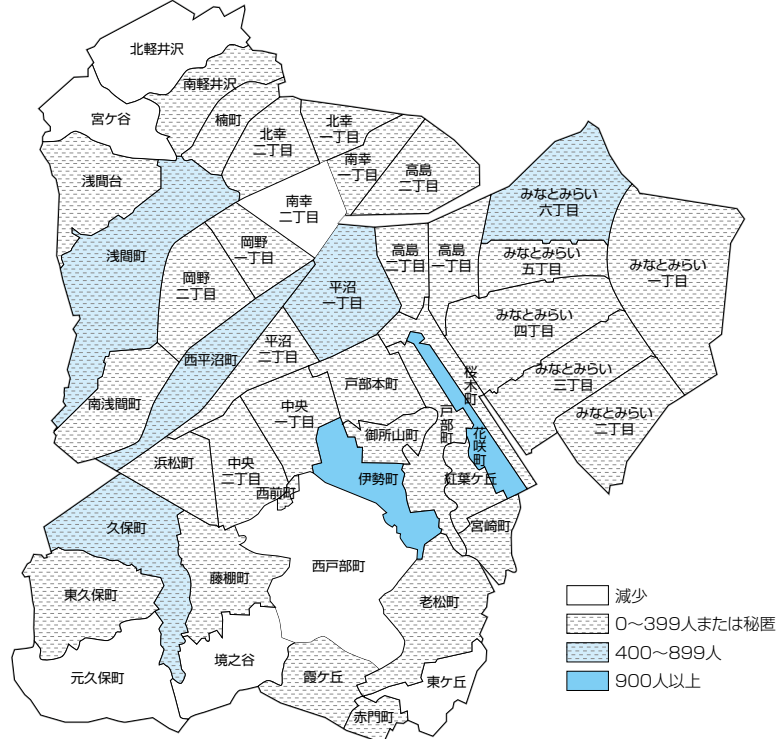 北軽井沢
南軽井沢
宮ケ谷
楠町
北幸
二丁目
北幸
一丁目
南幸
一丁目
高島
二丁目
浅間台
南幸
二丁目
みなとみらい
六丁目
浅間町
岡野
一丁目
岡野
二丁目
高島
二丁目
高島
一丁目
みなとみらい
五丁目
みなとみらい
一丁目
平沼
一丁目
みなとみらい
四丁目
西平沼町
平沼
二丁目
戸部本町
桜木町
みなとみらい
三丁目
南浅間町
中央
一丁目
御所山町
戸部町
花咲町
みなとみらい
二丁目
浜松町
中央
二丁目
西前町
伊勢町
紅葉ケ丘
久保町
宮崎町
東久保町
藤棚町
西戸部町
老松町
元久保町
境之谷
霞ケ丘
東ケ丘
赤門町
減少
0〜399人または秘匿
400〜899人
900人以上